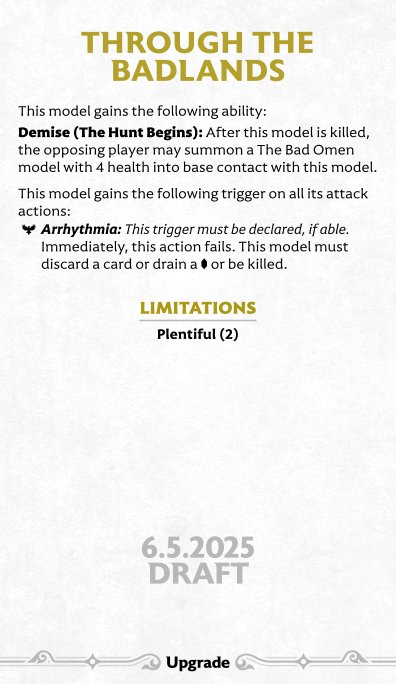 THROUGH THE
BADLANDS
This model gains the following ability:
Demise (The Hunt Begins): After this model is killed,
the opposing player may summon a The Bad Omen
model with 4 health into base contact with this model.
This model gains the following trigger on all its attack
actions:
Arrhythmia: This trigger must be declared, if able.
Immediately, this action fails. This model must
discard a card or drain a or be killed.
LIMITATIONS
Plentiful (2)
6.5.2025
DRAFT
Upgrade